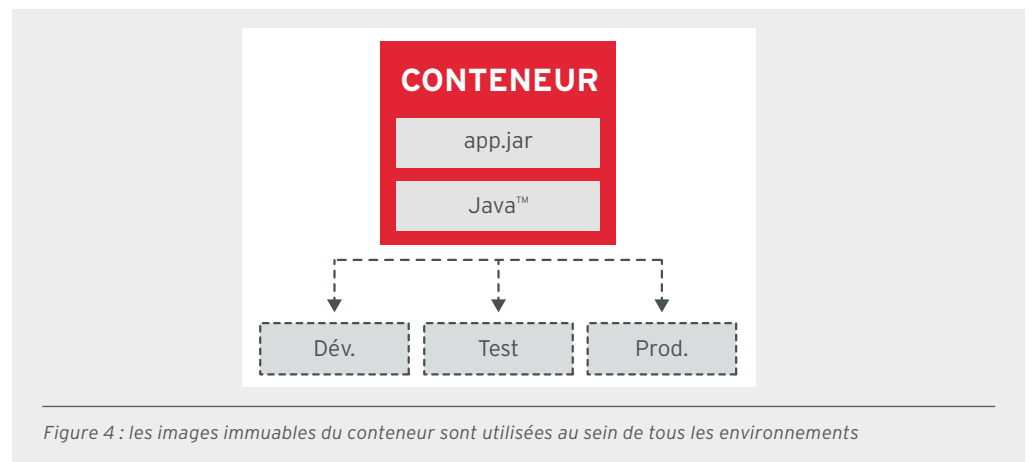 CONTENEUR
app.jar
Java™
Dév.
Test
Prod.
Figure 4 : les images immuables du conteneur sont utilisées au sein de tous les environnements